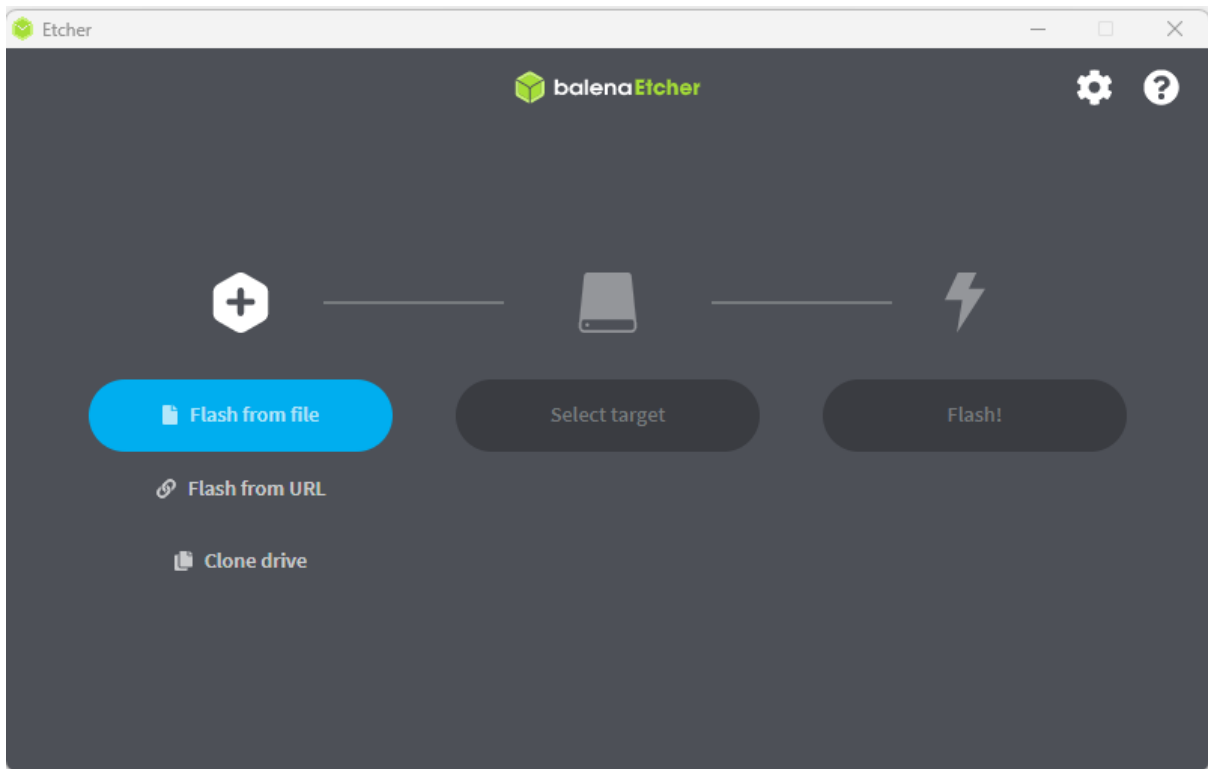 Etcher
balenaEtcher
Flash from file
Select target
Flash!
Flash from URL
Clone drive